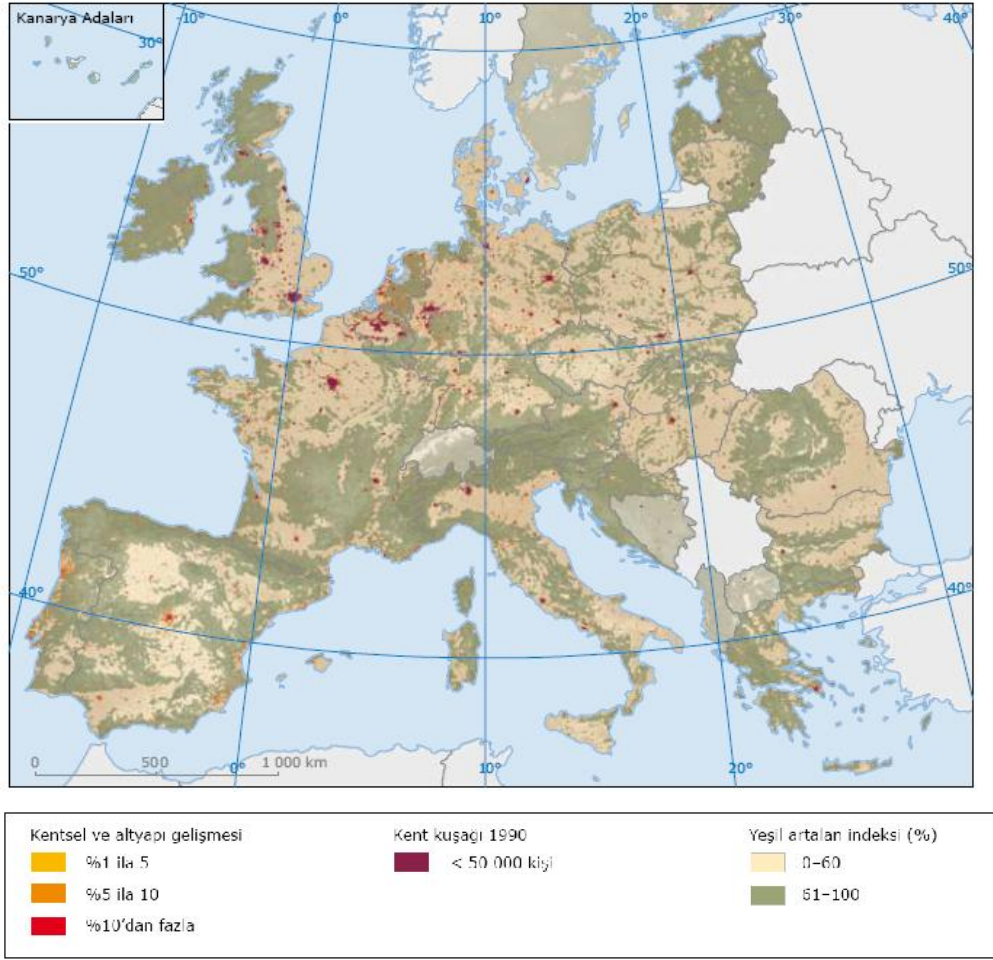 Kanarya Adaları
30°
10°
0°
10°
20°
30°
40°
50°
50°
40°
40°
0
500
1 000 km
0°
10°
20°
Kentsel ve altyapı gelişmesi
%1 ila 5
%5 ila 10
%10'dan fazla
Kent kuşağı 1990
< 50 000 kişi
Yeşil artalan indeksi (%)
0–60
61–100